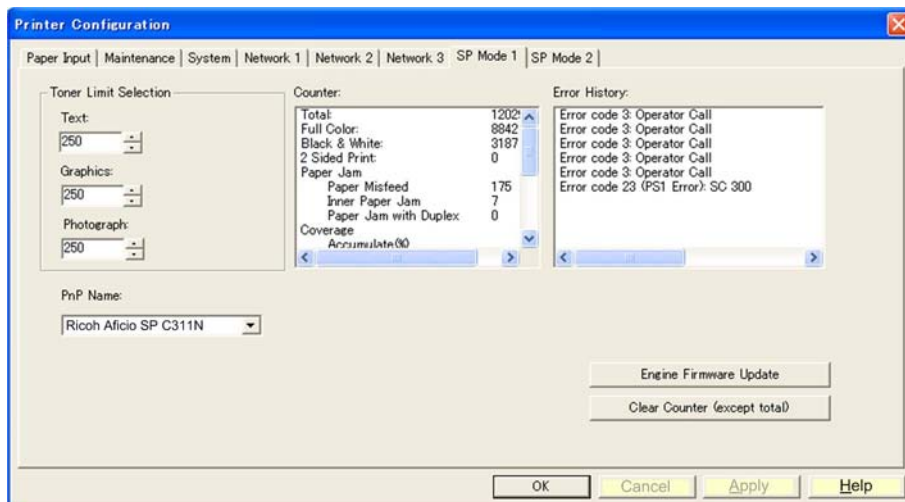 Printer Configuration
Paper Input Maintenance System Network 1 Network 2 Network 3 SP Mode 1 SP Mode 2
Toner Limit Selection
Text:
250
Graphics:
250
Photograph:
250
Counter:
Total:
Full Color: 8842
Black & White: 3187
2 Sided Print: 0
Paper Jam
Paper Misfeed 175
Inner Paper Jam 7
Paper Jam with Duplex 0
Coverage
Accumulate(%)
Error History:
Error code 3: Operator Call
Error code 3: Operator Call
Error code 3: Operator Call
Error code 3: Operator Call
Error code 3: Operator Call
Error code 23 (PS1 Error): SC 300
PnP Name:
Ricoh Aficio SP C311N
Engine Firmware Update
Clear Counter (except total)
OK Cancel Apply Help